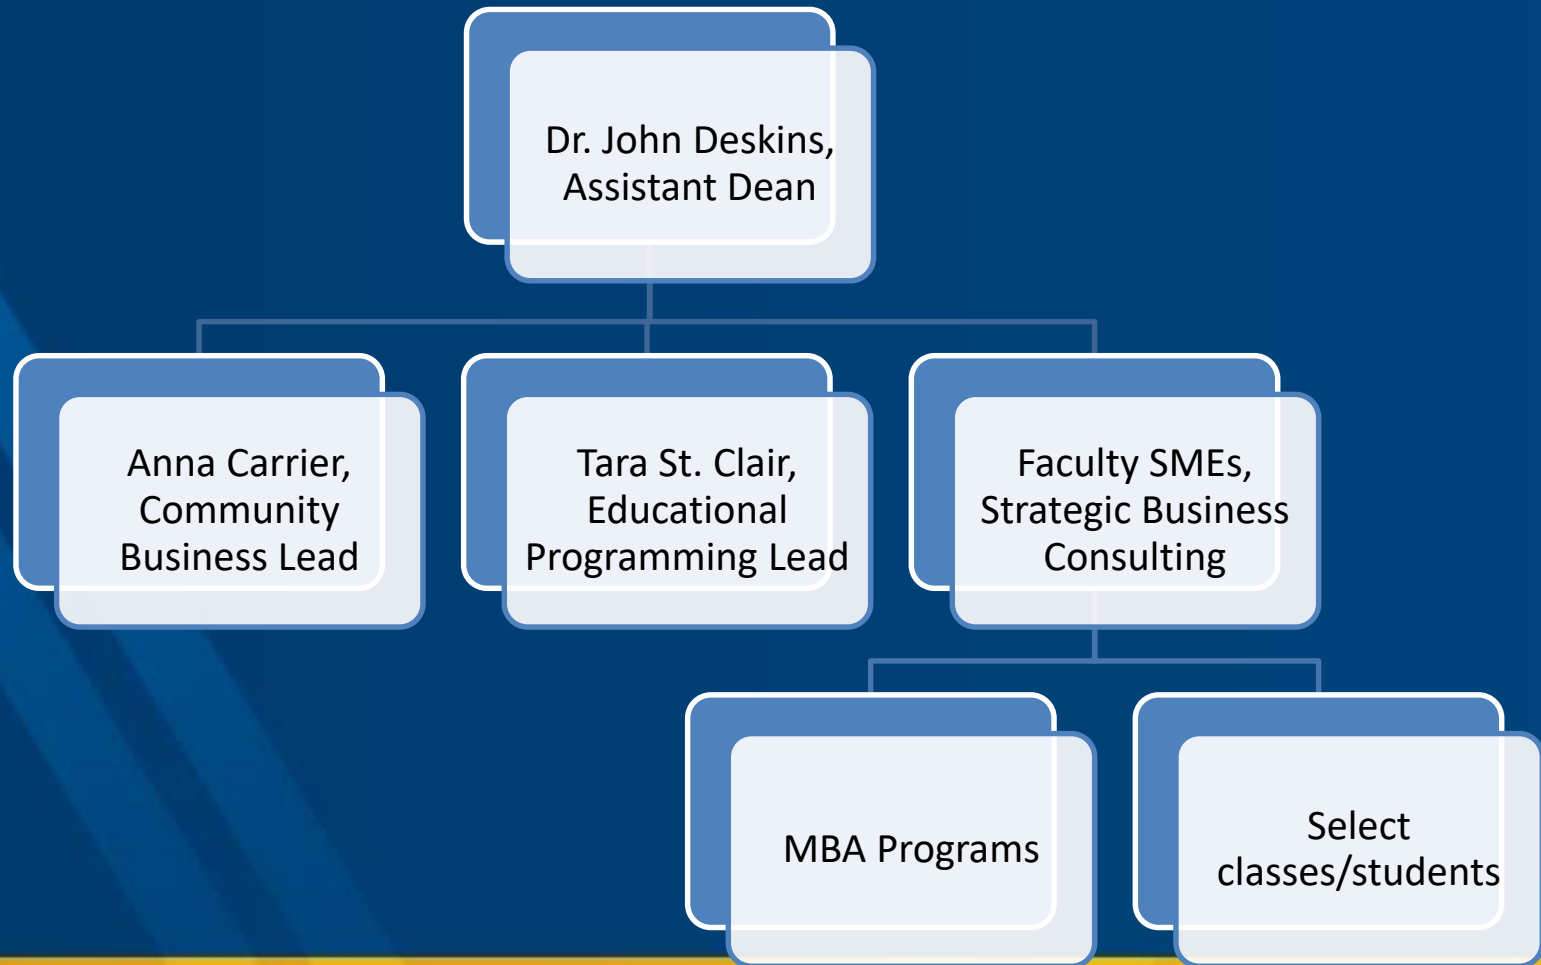 Dr. John Deskins,
Assistant Dean
Anna Carrier,
Community
Business Lead
Tara St. Clair,
Educational
Programming Lead
Faculty SMEs,
Strategic Business
Consulting
MBA Programs
Select
classes/students